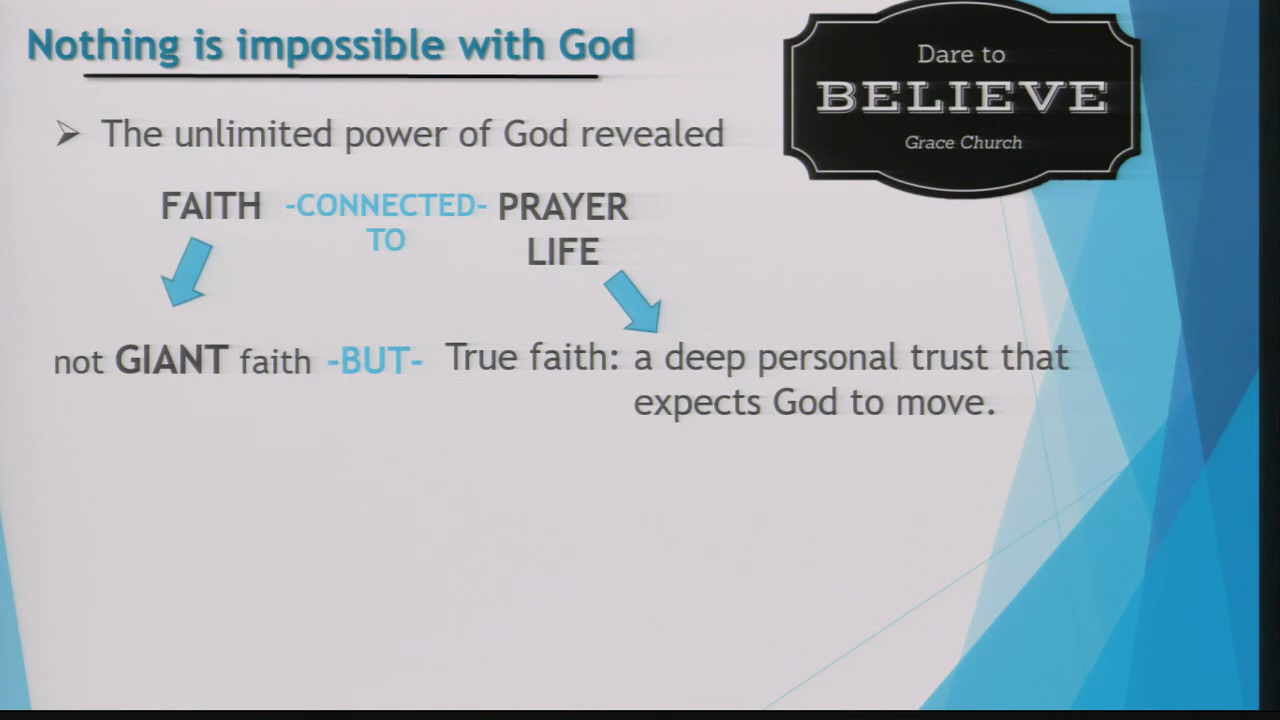 Nothing is impossible with God
Dare to
BELIEVE
Grace Church
➢ The unlimited power of God revealed
FAITH -CONNECTED- PRAYER
TO LIFE
not GIANT faith -BUT- True faith: a deep personal trust that
expects God to move.